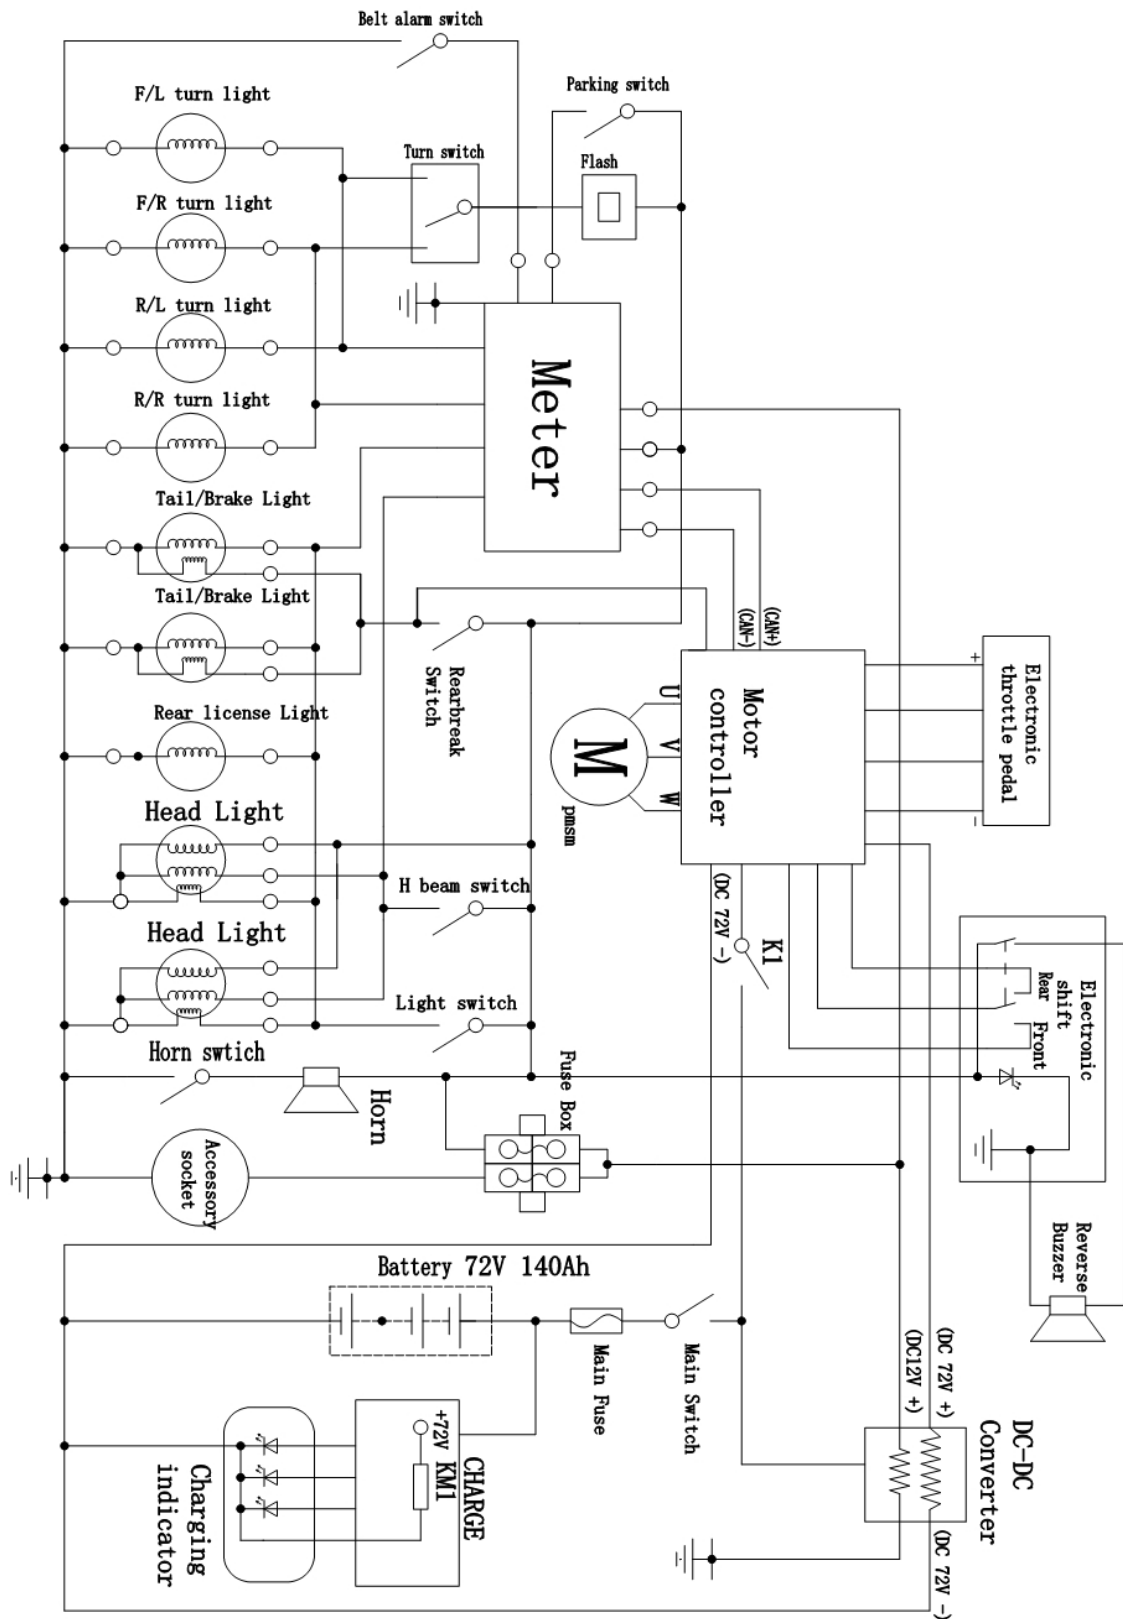 Belt alarm switch
F/L turn light
Parking switch
Turn switch
Flash
F/R turn light
R/L turn light
Meter
R/R turn light
Tail/Brake Light
Tail/Brake Light
(CAN-)
(CAN+)
Electronic
throttle pedal
+
-
Rearbreak
Switch
Motor
controller
U
V
W
M
pmsm
Rear license Light
Head Light
H beam switch
(DC 72V -)
K1
Head Light
Light switch
Electronic
shift
Rear
Front
Horn swtich
Horn
Fuse Box
Accessory
socket
Reverse
Buzzer
Battery 72V 140Ah
Main Fuse
Main Switch
(DC12V +)
(DC 72V +)
DC-DC
Converter
+72V
KM1
CHARGE
Charging
indicator
(DC 72V -)